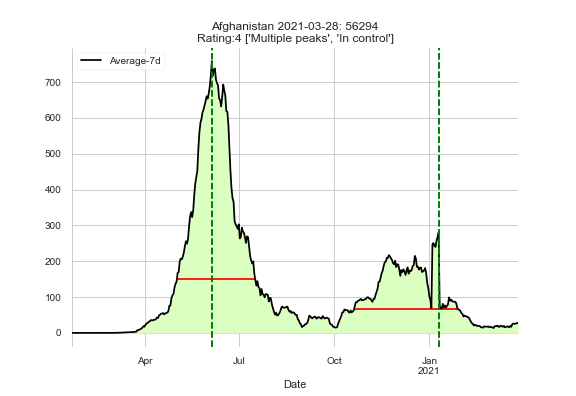 Afghanistan 2021-03-28: 56294
Rating:4 ['Multiple peaks', 'In control']
Average-7d
700
600
500
400
300
200
100
0
Apr
Jul
Oct
Jan
2021
Date